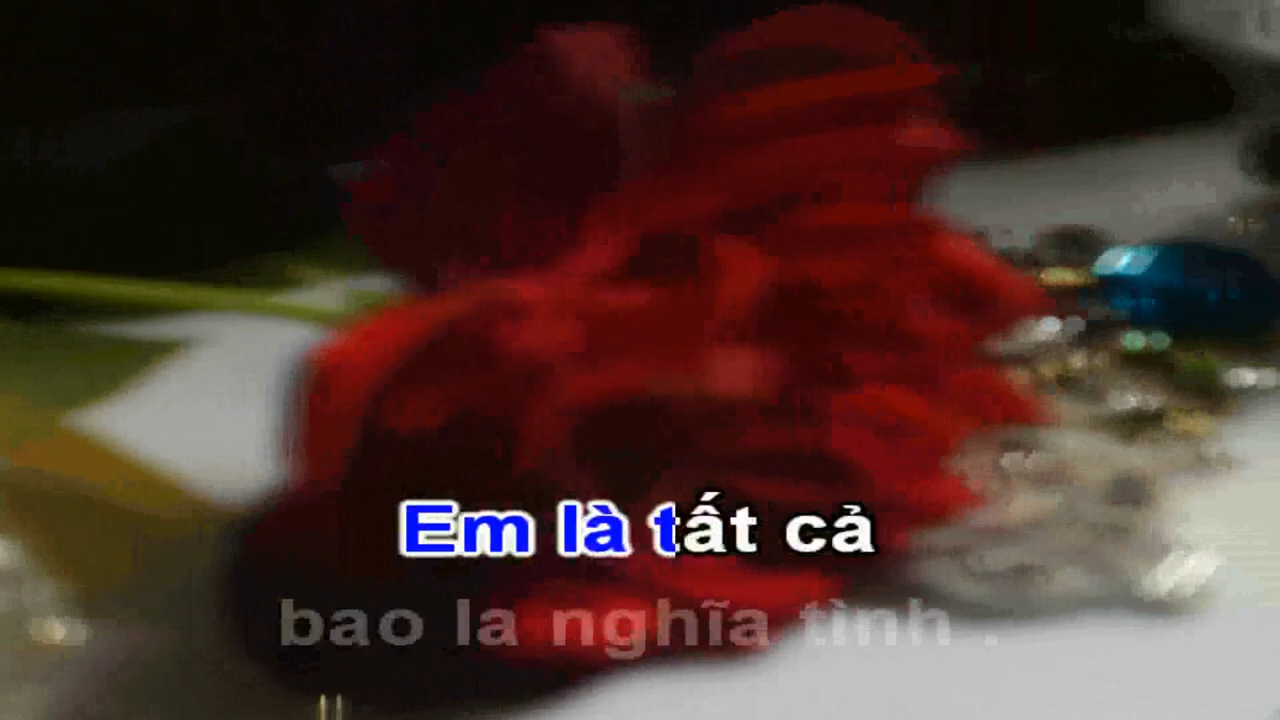 Em là tất cả
bao la nghĩa tình .